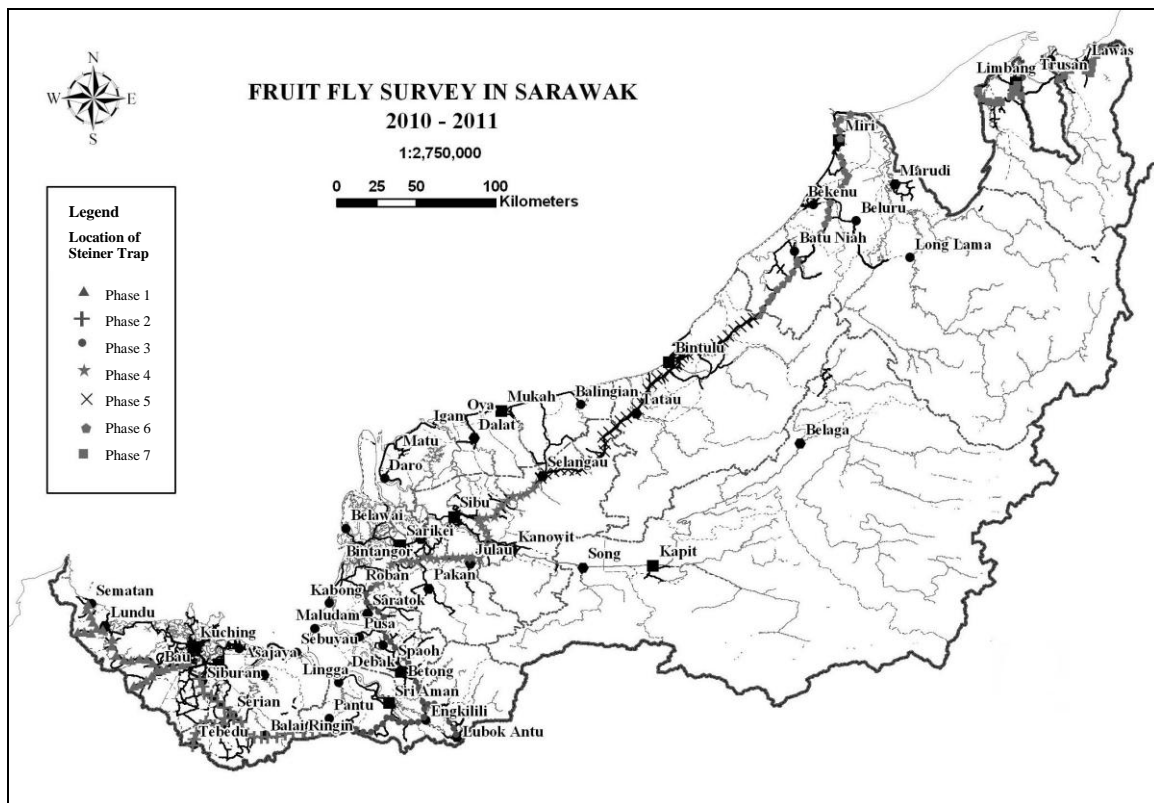 N
W E
S
FRUIT FLY SURVEY IN SARAWAK
2010 - 2011
1:2,750,000
0 25 50 100
Kilometers
Legend
Location of
Steiner Trap
Phase 1
Phase 2
Phase 3
Phase 4
Phase 5
Phase 6
Phase 7
Lawas
Trusan
Limbang
Miri
Marudi
Bekenu
Beluru
Batu Niah
Long Lama
Bintulu
Balingian
Tatau
Mukah
Oya
Igan
Dalat
Matu
Belaga
Daro
Selangau
Sibu
Belawai
Sarikei
Bintangor
Julau
Kanowit
Song
Kapit
Roban
Pakan
Kabong
Saratok
Sematan
Lundu
Maludam
Pusa
Kuching
Sebuyau
Spaoh
Asajaya
Bau
Debak
Betong
Siburan
Lingga
Sri Aman
Serian
Pantu
Engkilili
Tebedu
Balai Ringin
Lubok Antu